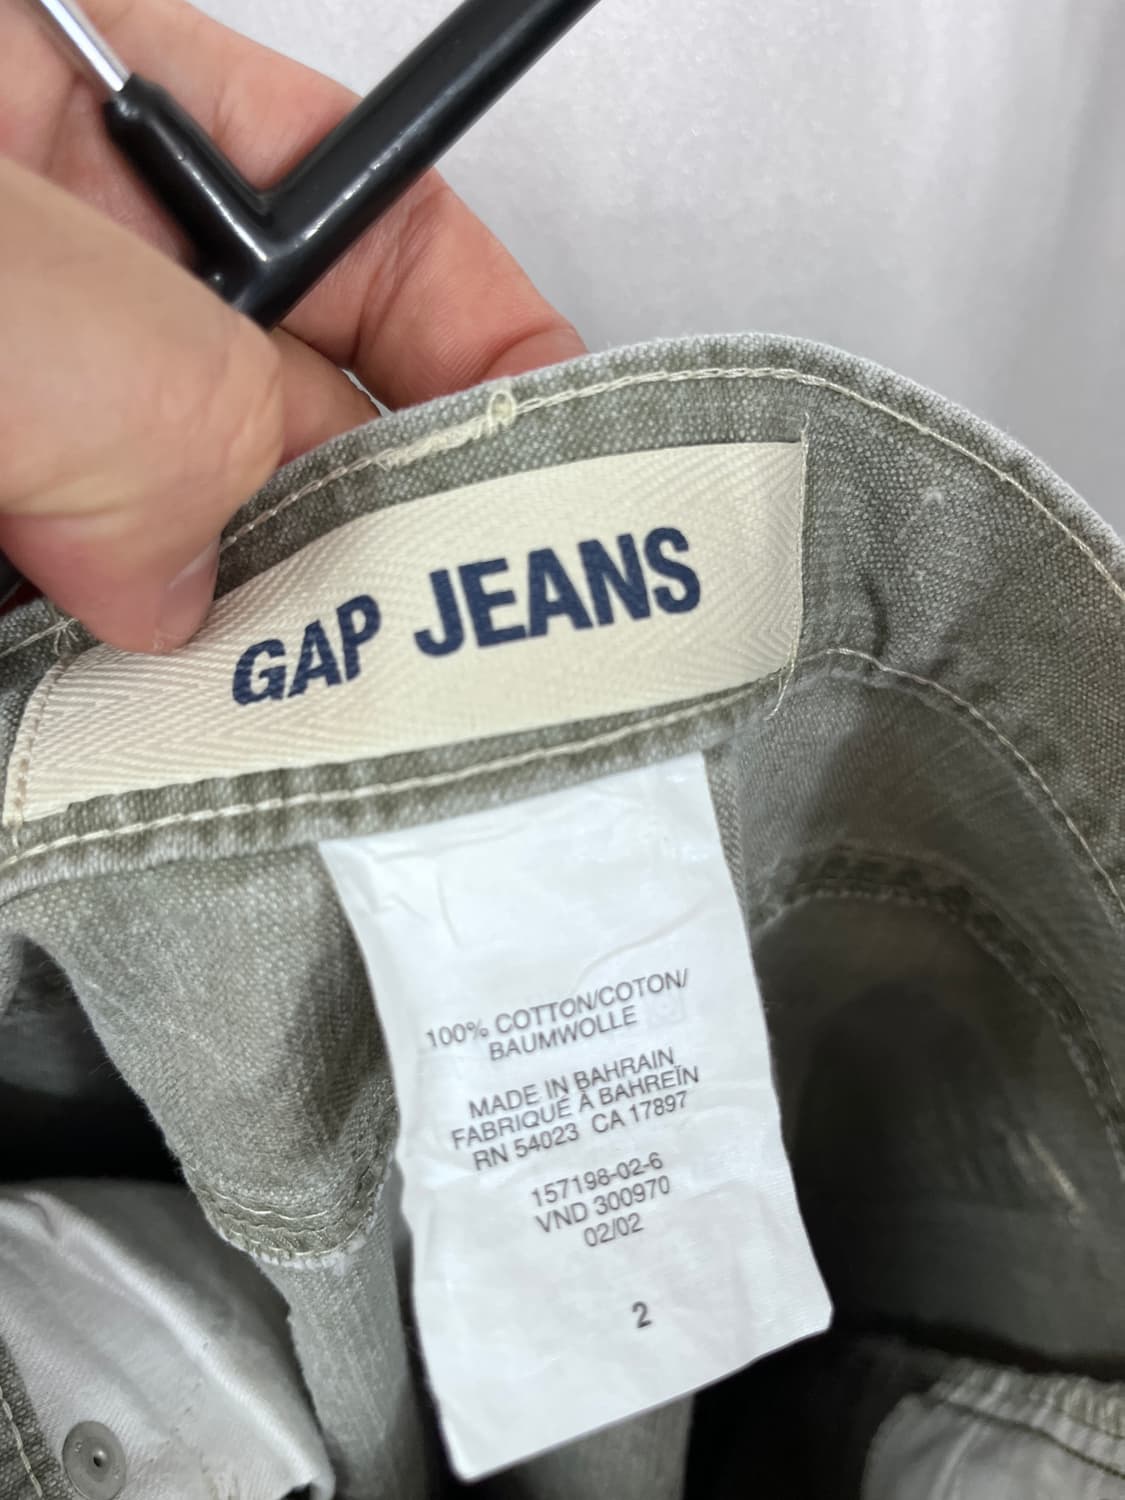 GAP JEANS
100% COTTON/COTON/
BAUMWOLLE
MADE IN BAHRAIN
FABRIQUÉ À BAHREÏN
RN 54023 CA 17897
157198-02-6
VND 300970
02/02
2